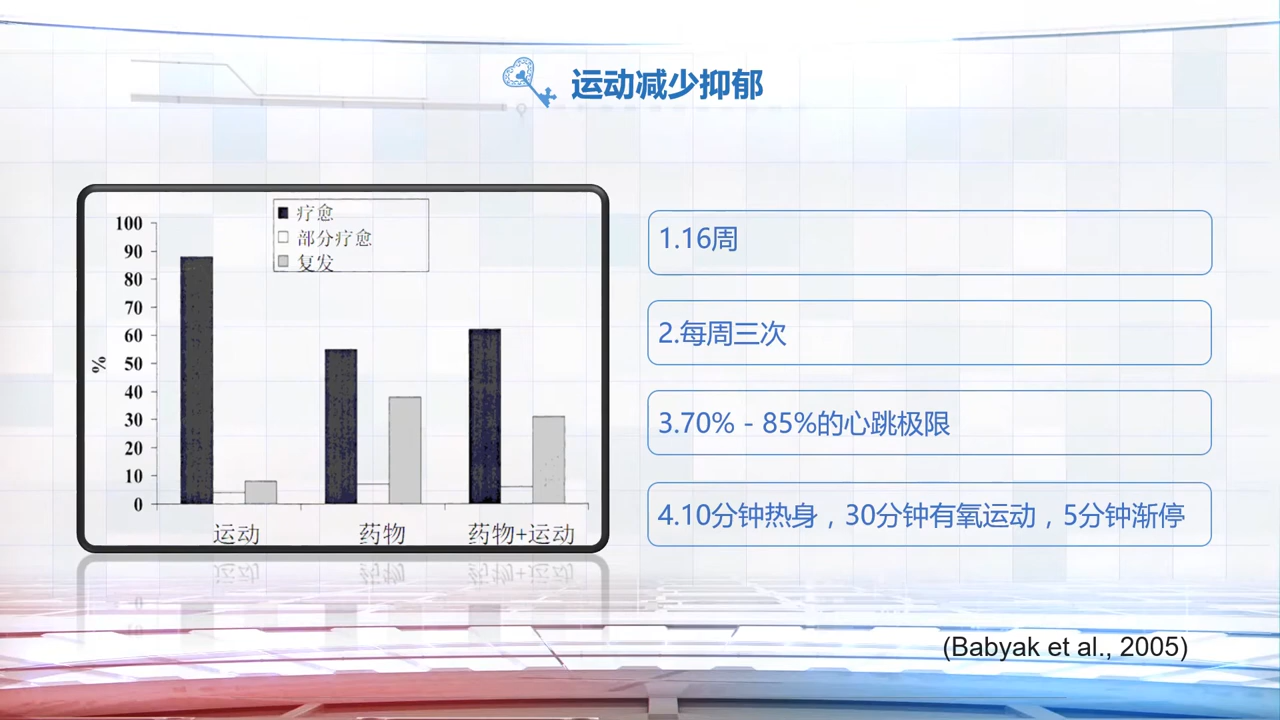 运动减少抑郁
疗愈
部分疗愈
复发
100
90
80
70
60
50
40
30
20
10
0
%
运动
药物
药物+运动
1.16周
2.每周三次
3.70% - 85%的心跳极限
4.10分钟热身，30分钟有氧运动，5分钟渐停
(Babyak et al., 2005)